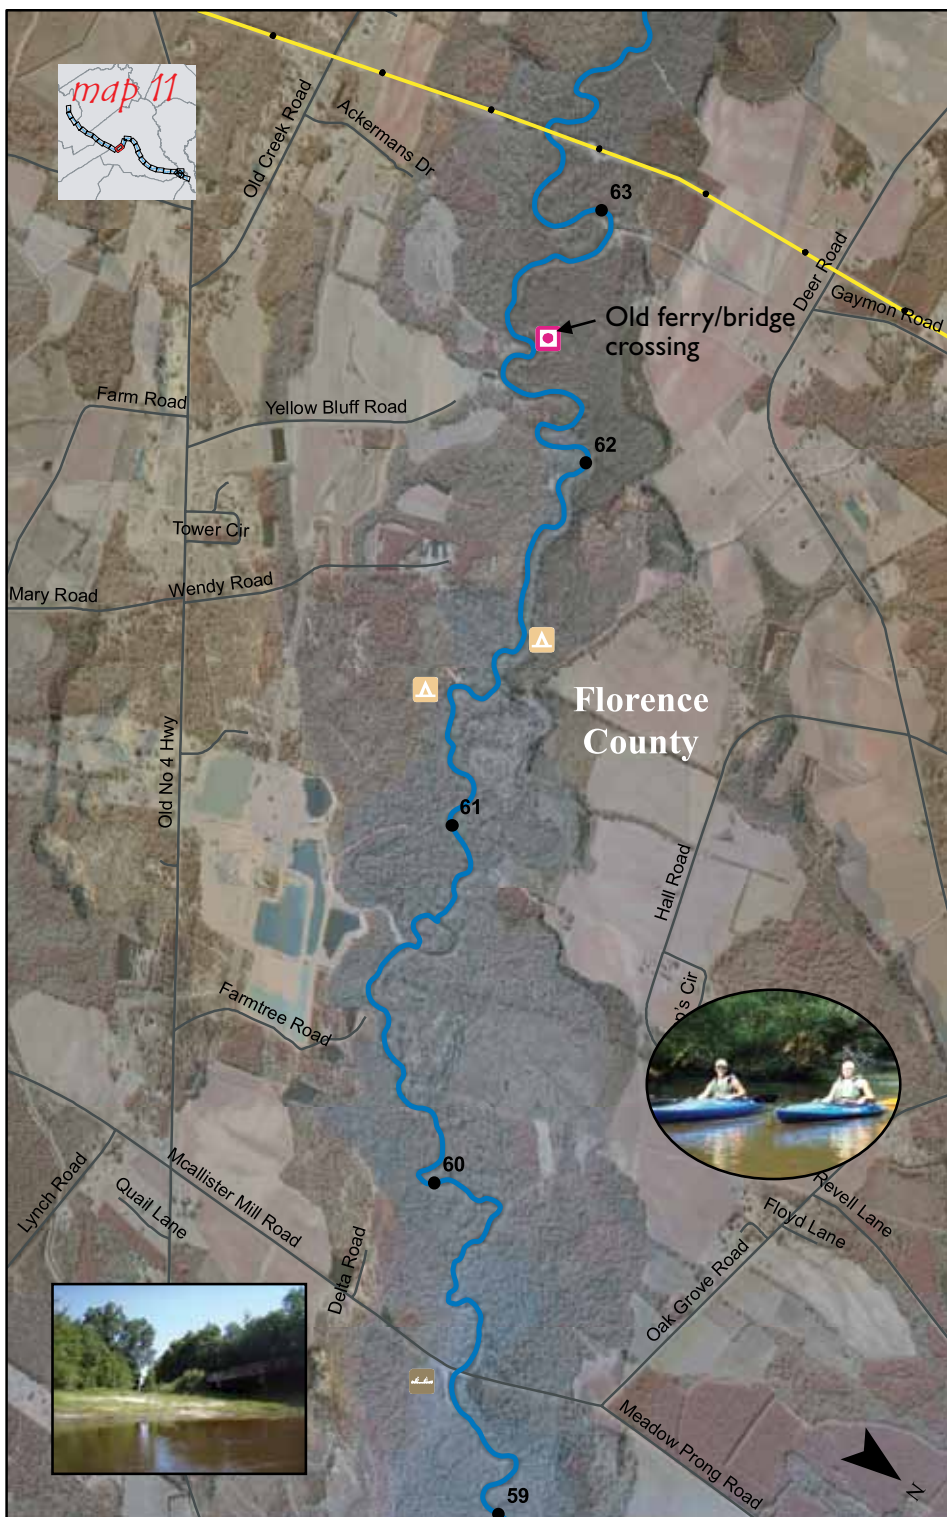 map 11
Old Creek Road
Ackermans Dr
63
Deer Road
Gaymon Road
Old ferry/bridge
crossing
Farm Road
Yellow Bluff Road
62
Tower Cir
Mary Road
Wendy Road
Florence
County
Old No 4 Hwy
61
Hall Road
p's Cir
Farmtree Road
60
Lynch Road
Quail Lane
Mcallister Mill Road
Delta Road
Revell Lane
Floyd Lane
Oak Grove Road
Meadow Prong Road
59
N